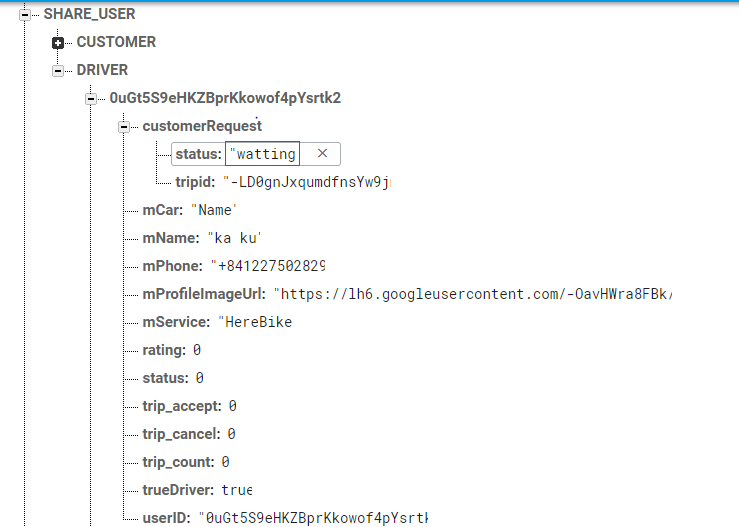 SHARE_USER
CUSTOMER
DRIVER
0uGt5S9eHKZBprKkowof4pYsrtk2
customerRequest
status: "watting ×
tripid: "-LD0gnJxqumdfnsYw9j
mCar: "Name"
mName: "ka ku"
mPhone: "+841227502829
mProfileImageUrl: "https://lh6.googleusercontent.com/-OavHWra8FBk/
mService: "HereBike
rating: 0
status: 0
trip_accept: 0
trip_cancel: 0
trip_count: 0
trueDriver: true
userID: "0uGt5S9eHKZBprKkowof4pYsrtk